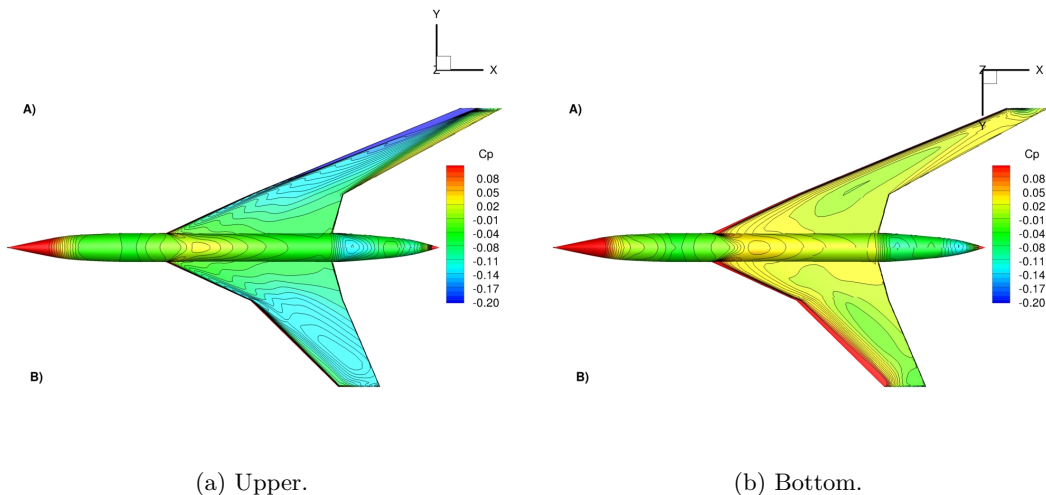 Y
Z X
A)
Cp
0.08
0.05
0.02
-0.01
-0.04
-0.08
-0.11
-0.14
-0.17
-0.20
B)
(a) Upper.
Z X
Y
A)
Cp
0.08
0.05
0.02
-0.01
-0.04
-0.08
-0.11
-0.14
-0.17
-0.20
B)
(b) Bottom.